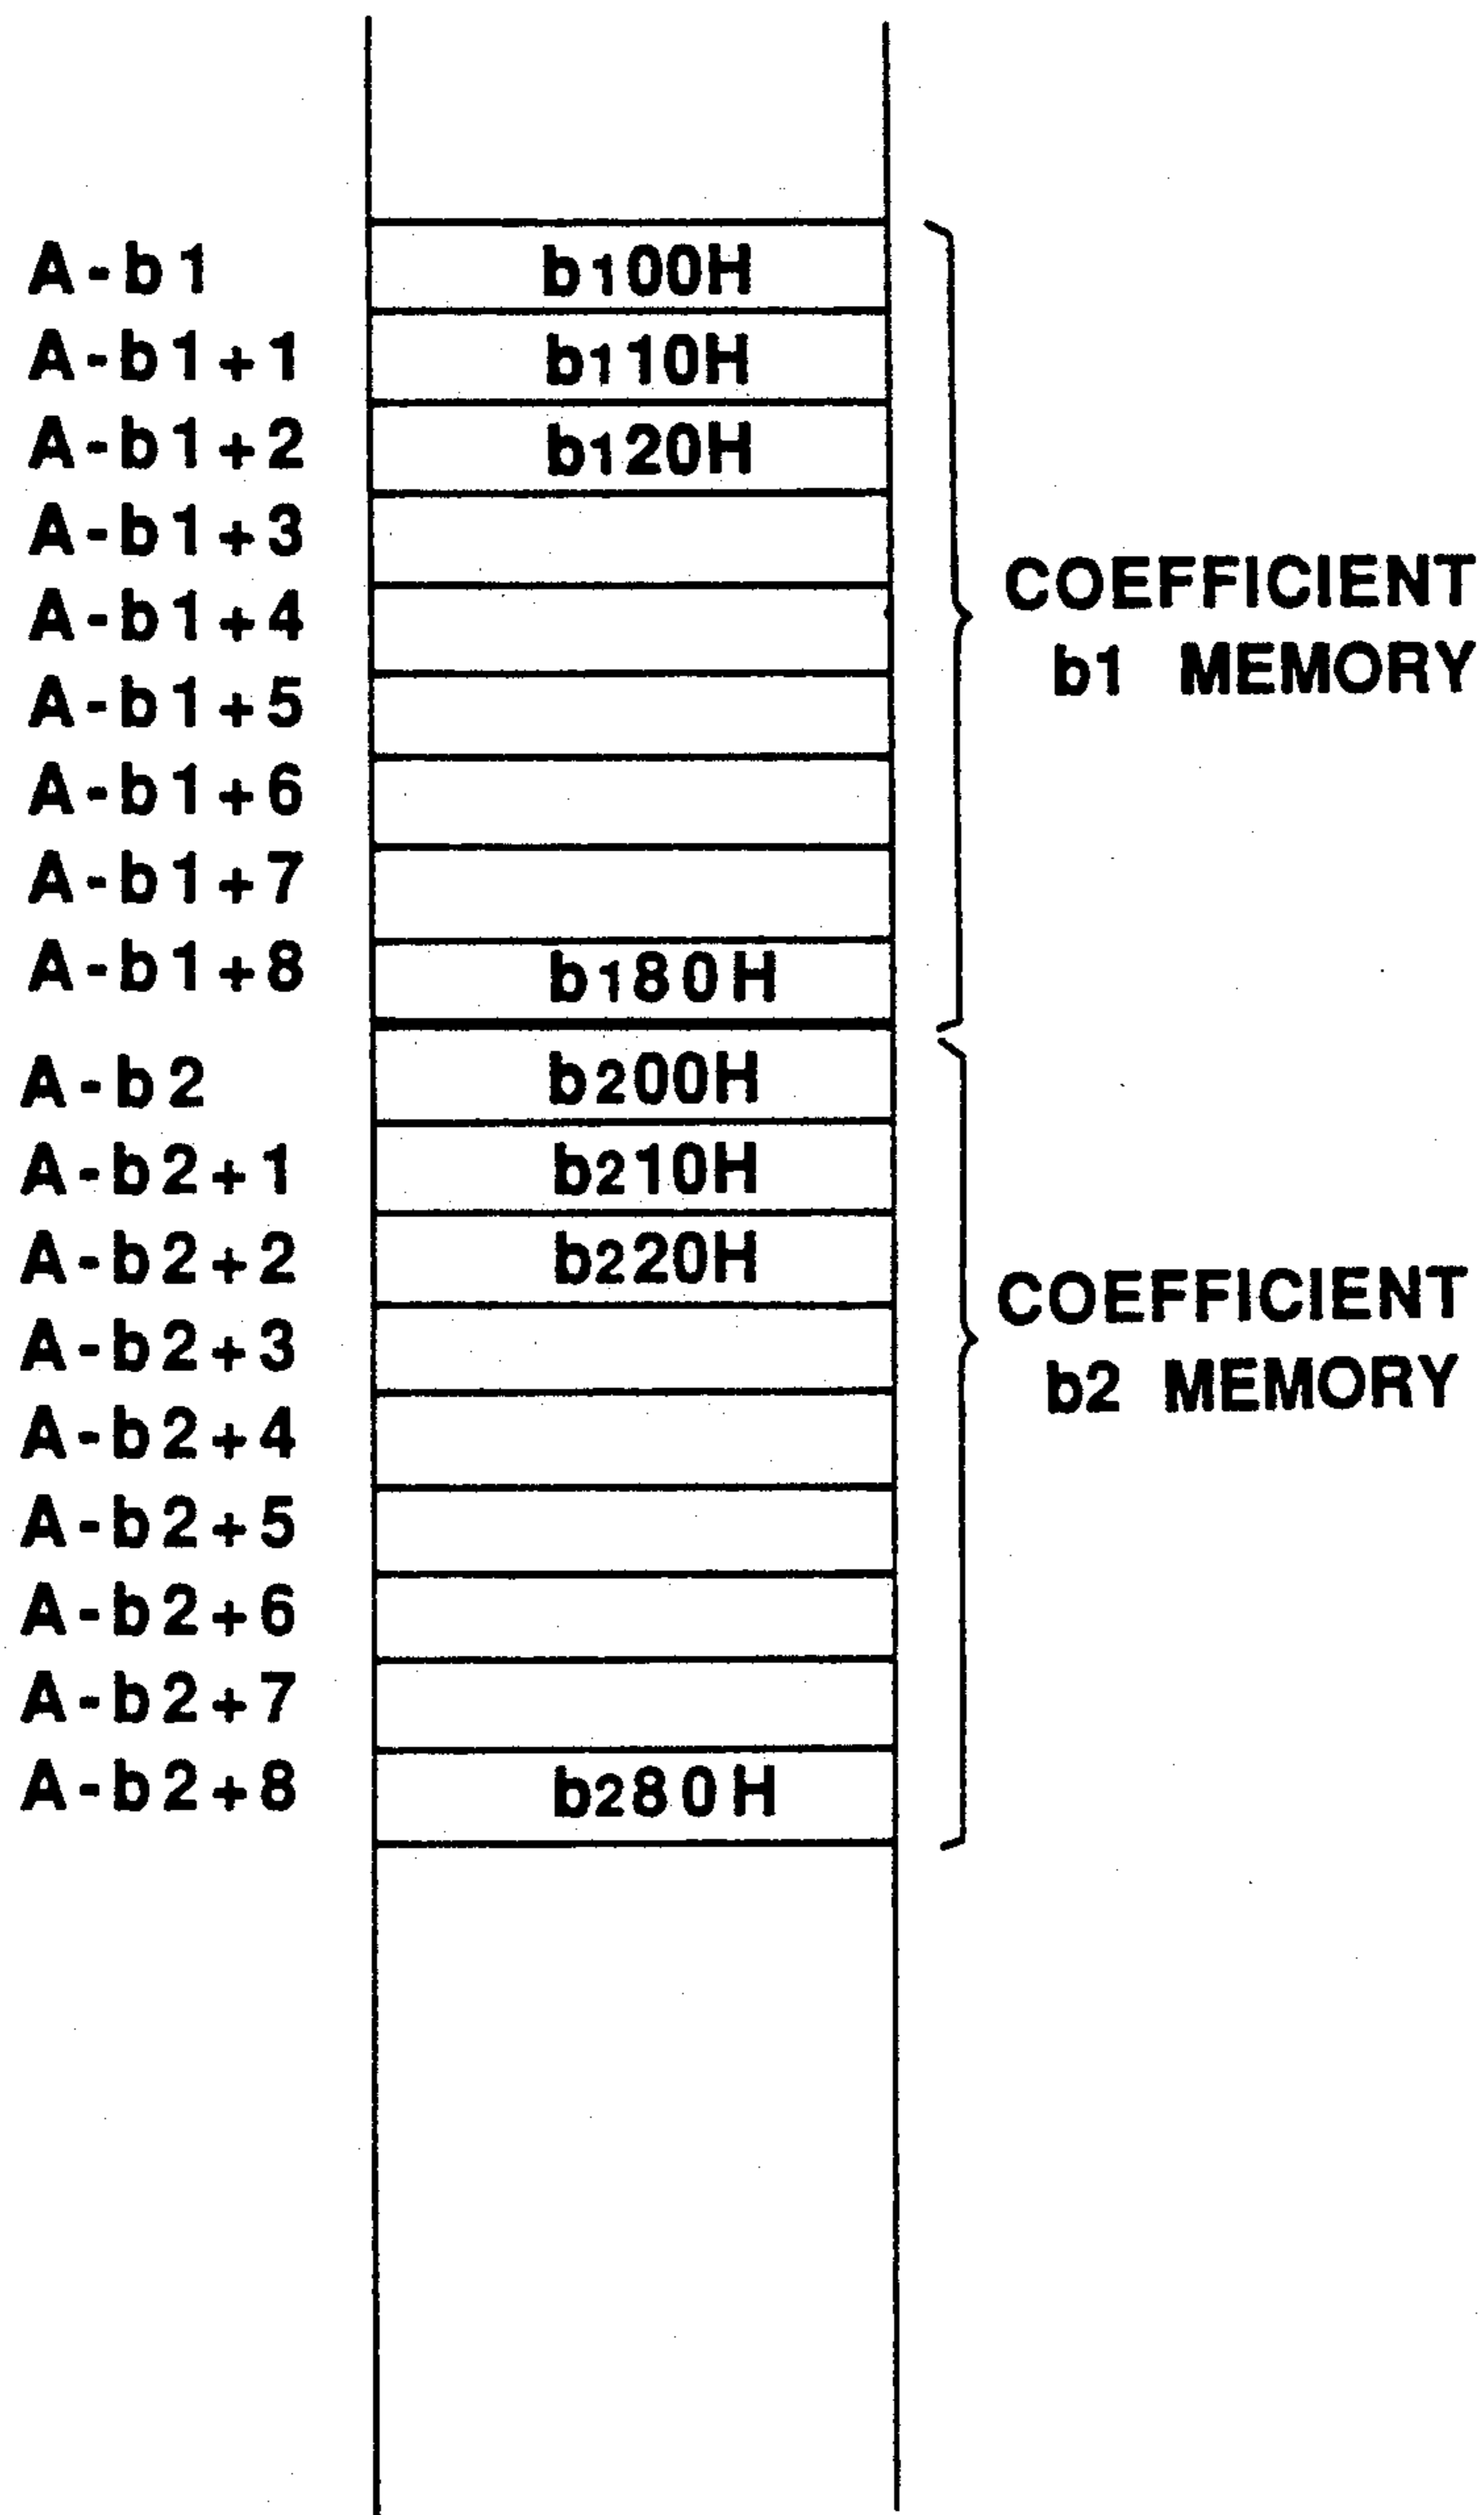 A-b1 b100H
A-b1+1 b110H
A-b1+2 b120H
A-b1+3
A-b1+4
A-b1+5
A-b1+6
A-b1+7
A-b1+8 b180H
COEFFICIENT
b1 MEMORY
A-b2 b200H
A-b2+1 b210H
A-b2+2 b220H
A-b2+3
A-b2+4
A-b2+5
A-b2+6
A-b2+7
A-b2+8 b280H
COEFFICIENT
b2 MEMORY